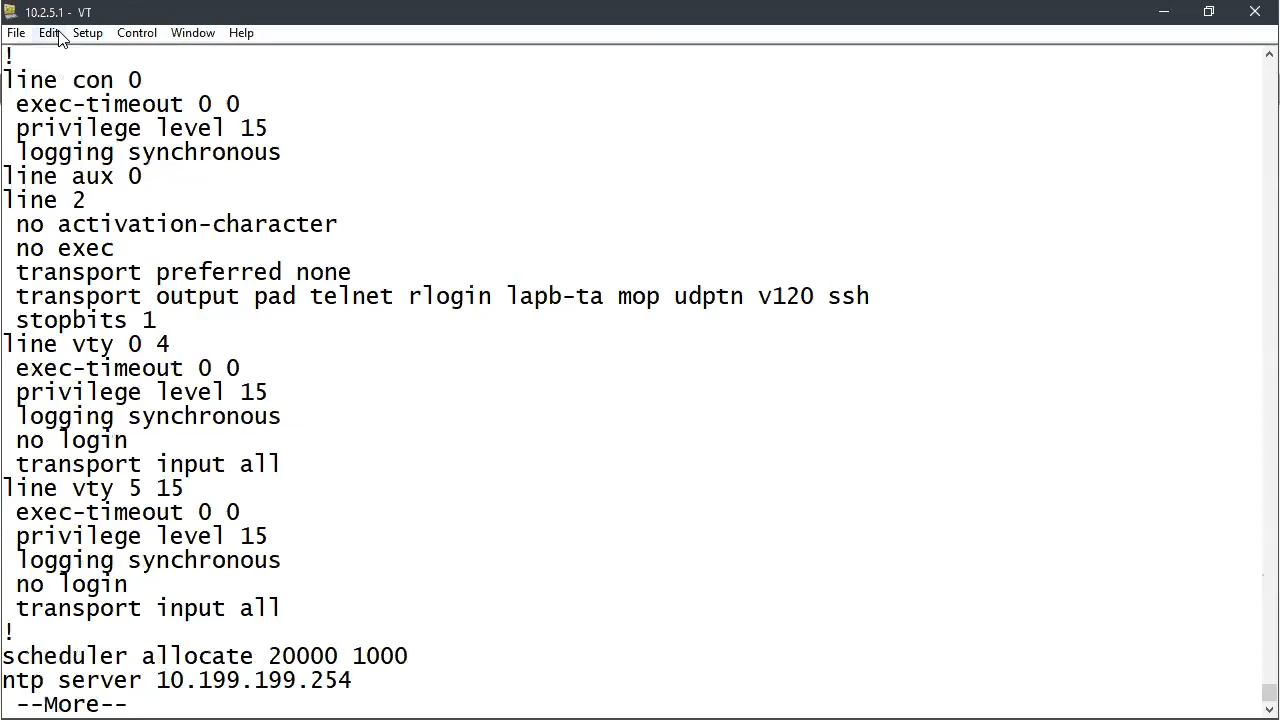 10.2.5.1 - VT
File Edit Setup Control Window Help
!
line con 0
 exec-timeout 0 0
 privilege level 15
 logging synchronous
line aux 0
line 2
 no activation-character
 no exec
 transport preferred none
 transport output pad telnet rlogin lapb-ta mop udptn v120 ssh
 stopbits 1
line vty 0 4
 exec-timeout 0 0
 privilege level 15
 logging synchronous
 no login
 transport input all
line vty 5 15
 exec-timeout 0 0
 privilege level 15
 logging synchronous
 no login
 transport input all
!
scheduler allocate 20000 1000
ntp server 10.199.199.254
 --More--